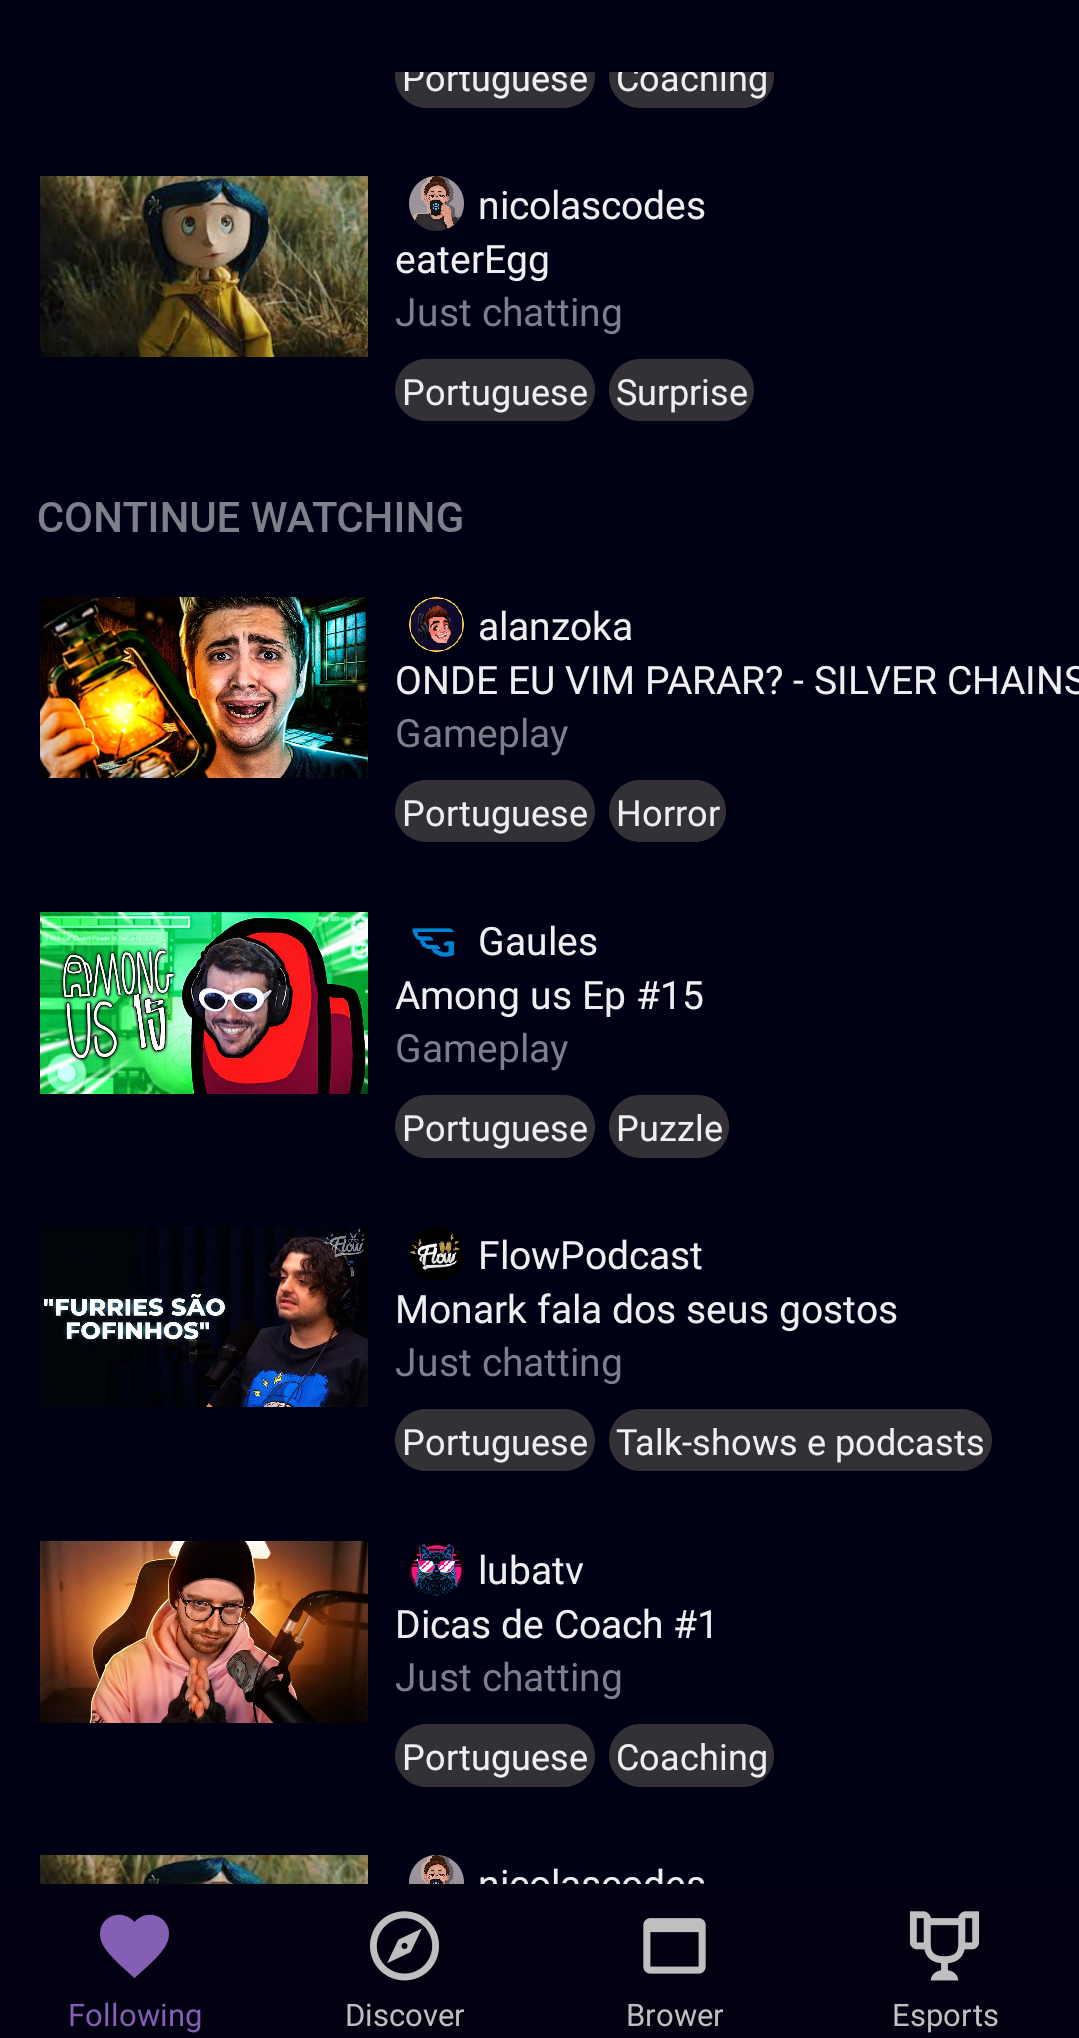 Portuguese Coaching
nicolascodes
eaterEgg
Just chatting
Portuguese Surprise
CONTINUE WATCHING
alanzoka
ONDE EU VIM PARAR? - SILVER CHAINS
Gameplay
Portuguese Horror
AMONG
US 15
Gaules
Among us Ep #15
Gameplay
Portuguese Puzzle
Flow
"FURRIES SÃO
FOFINHOS"
Flow
FlowPodcast
Monark fala dos seus gostos
Just chatting
Portuguese Talk-shows e podcasts
lubatv
Dicas de Coach #1
Just chatting
Portuguese Coaching
nicolascodes
Following Discover Brower Esports